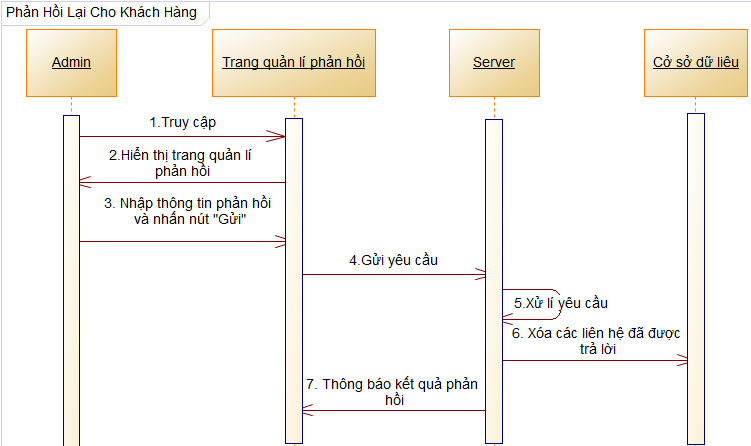 Phản Hồi Lại Cho Khách Hàng
Admin
Trang quản lí phản hồi
Server
Cở sở dữ liêu
1.Truy cập
2.Hiển thị trang quản lí
phản hồi
3. Nhập thông tin phản hồi
và nhấn nút "Gửi"
4.Gửi yêu cầu
5.Xử lí yêu cầu
6. Xóa các liên hệ đã được
trả lời
7. Thông báo kết quả phản
hồi